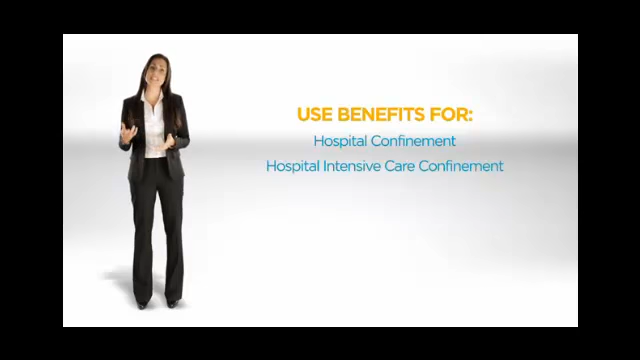 USE BENEFITS FOR:
Hospital Confinement
Hospital Intensive Care Confinement